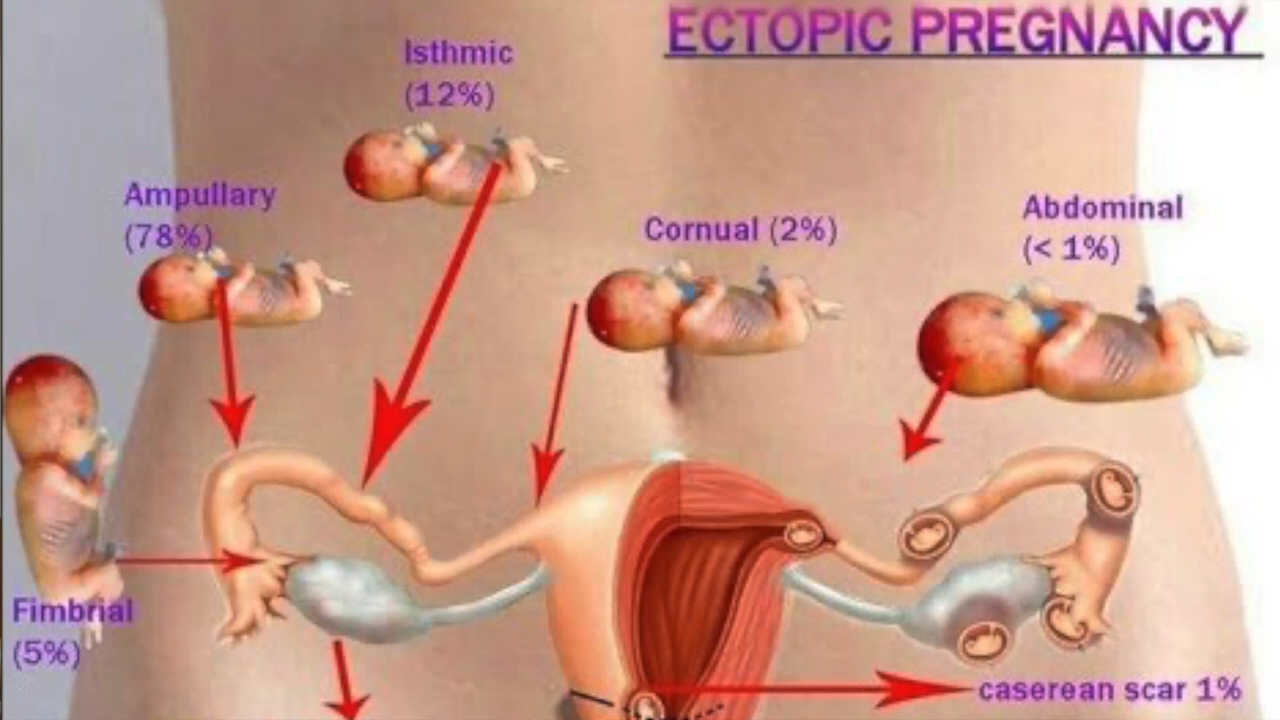 ECTOPIC PREGNANCY
Isthmic
(12%)
Ampullary
(78%)
Cornual (2%)
Abdominal
(< 1%)
Fimbrial
(5%)
caserean scar 1%